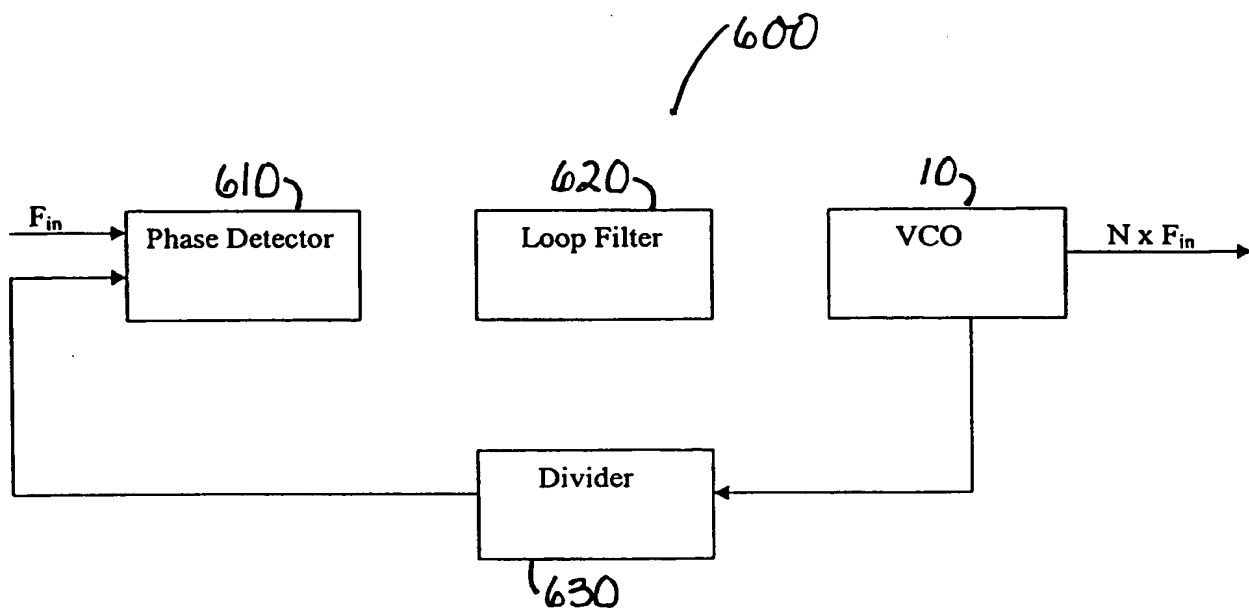 600
610
620
10
F_in
Phase Detector
Loop Filter
VCO
N x F_in
Divider
630